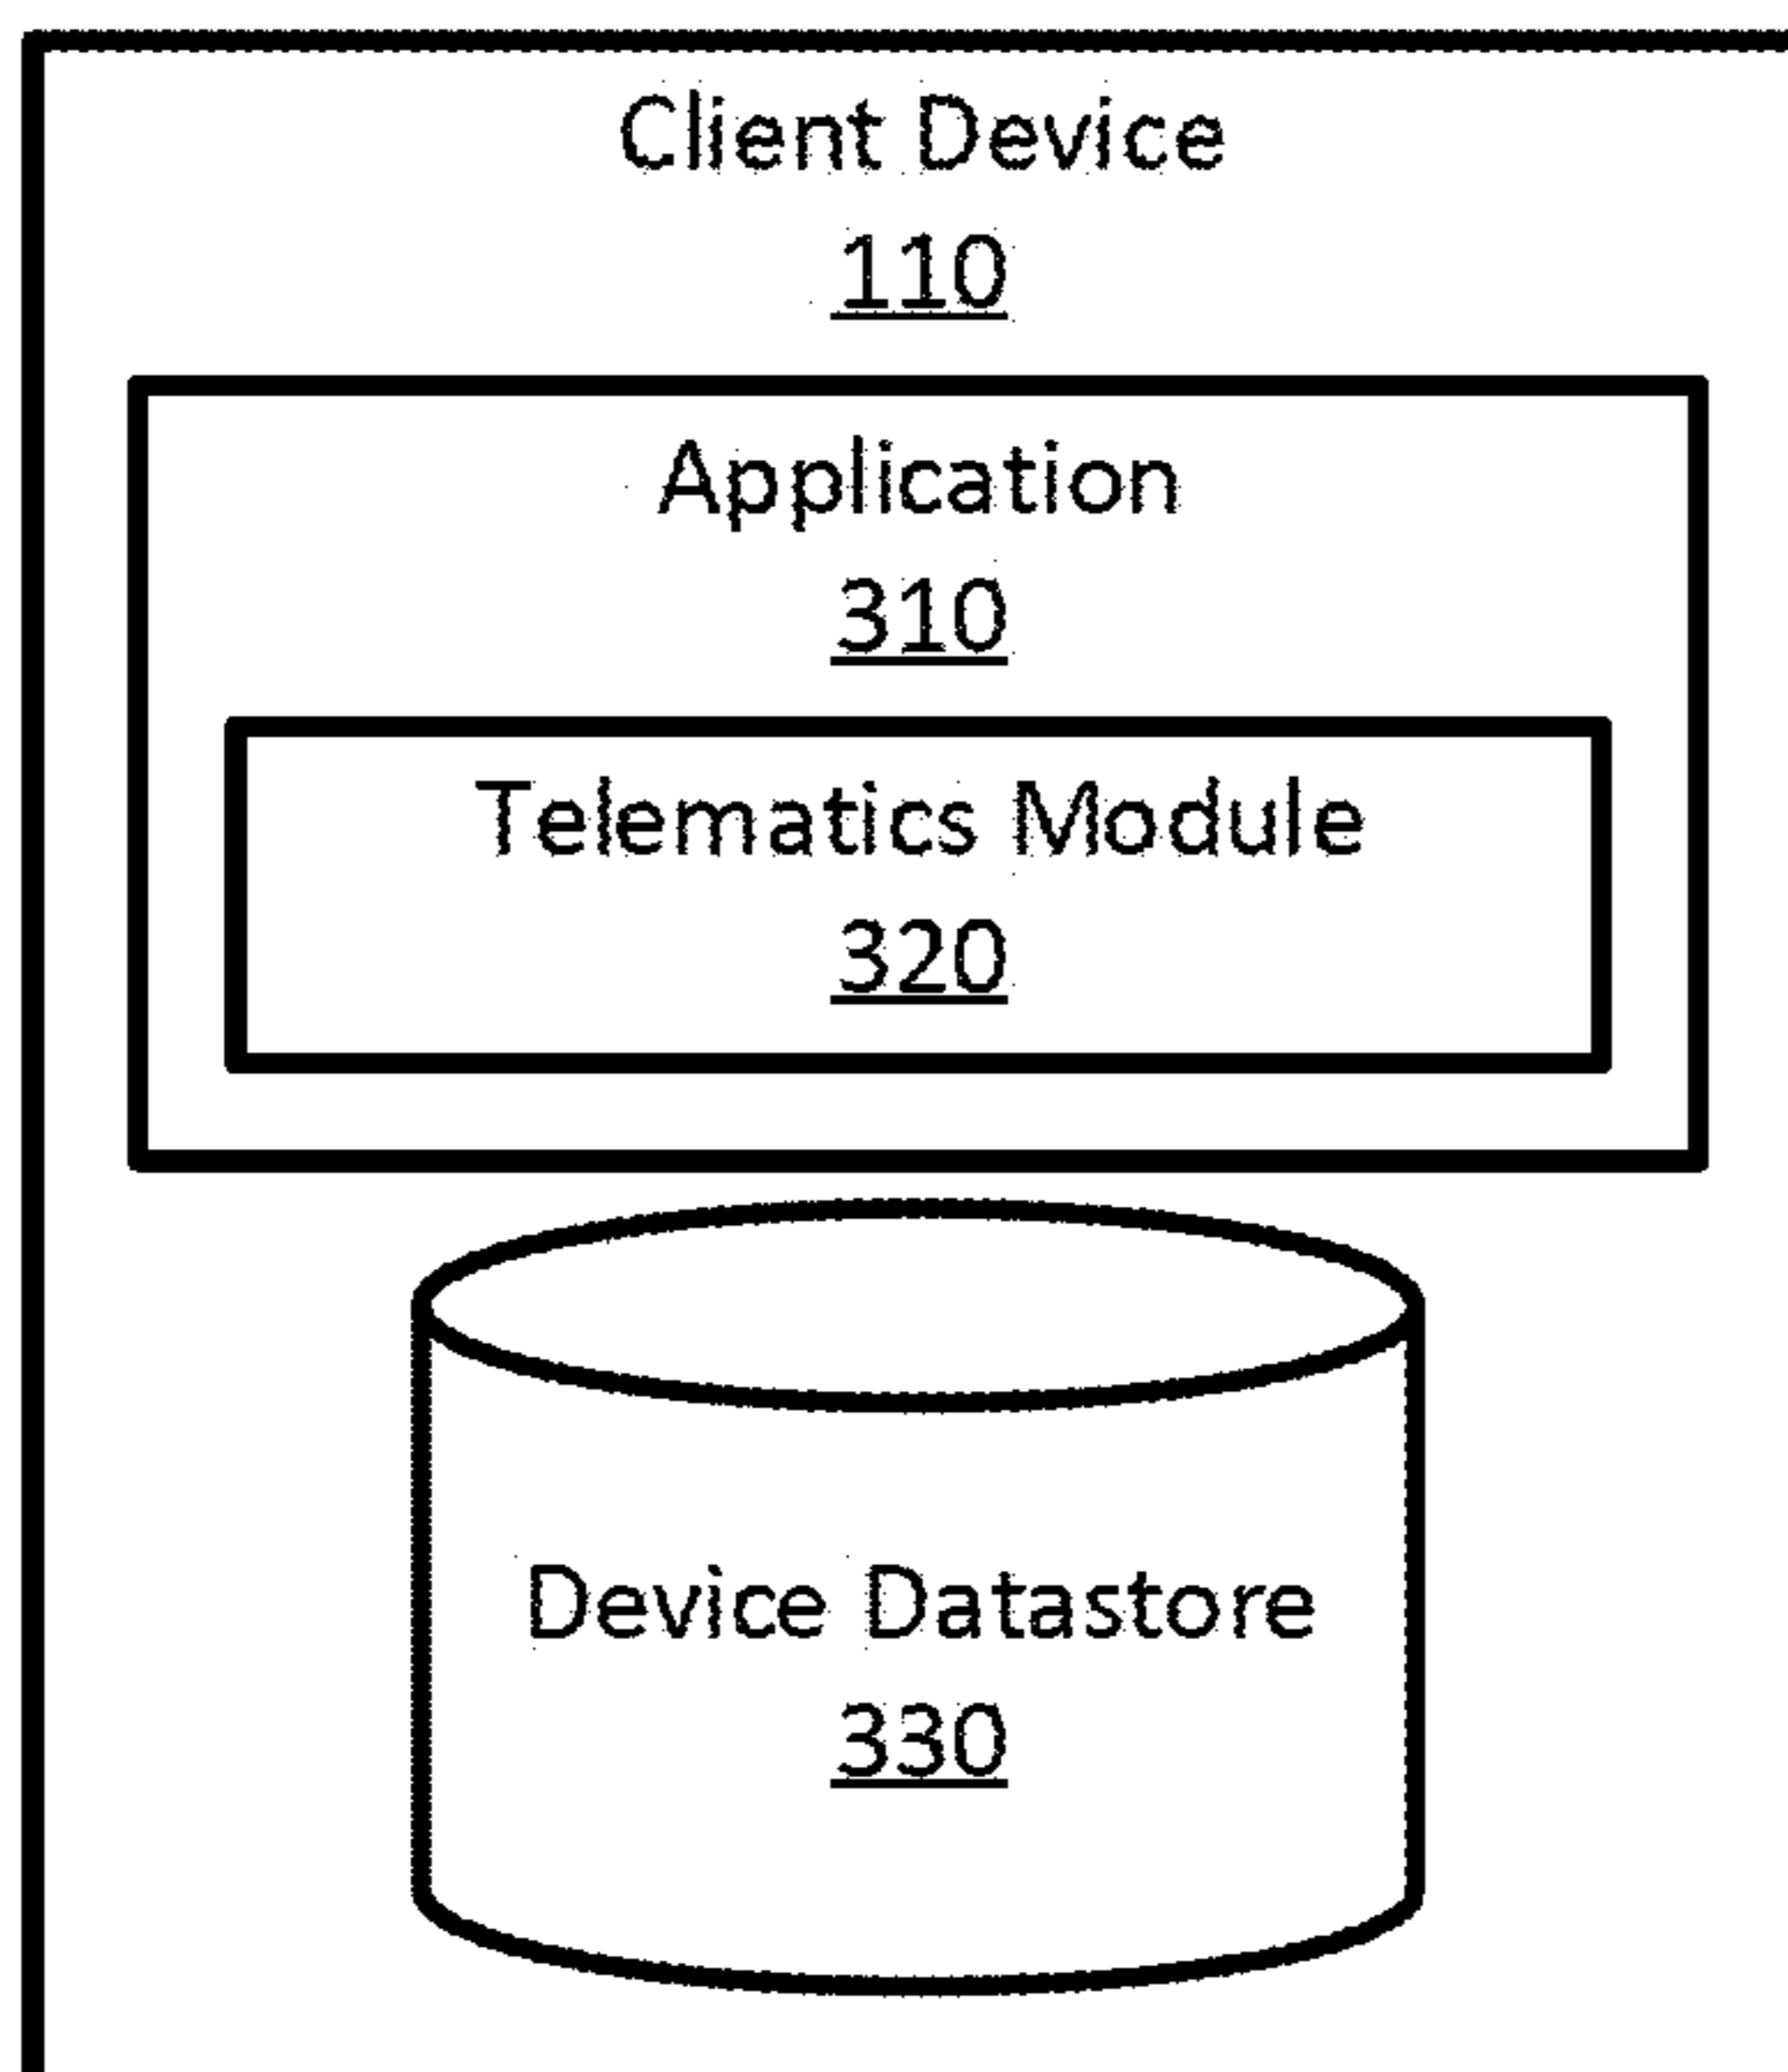 Client Device
110
Application
310
Telematics Module
320
Device Datastore
330